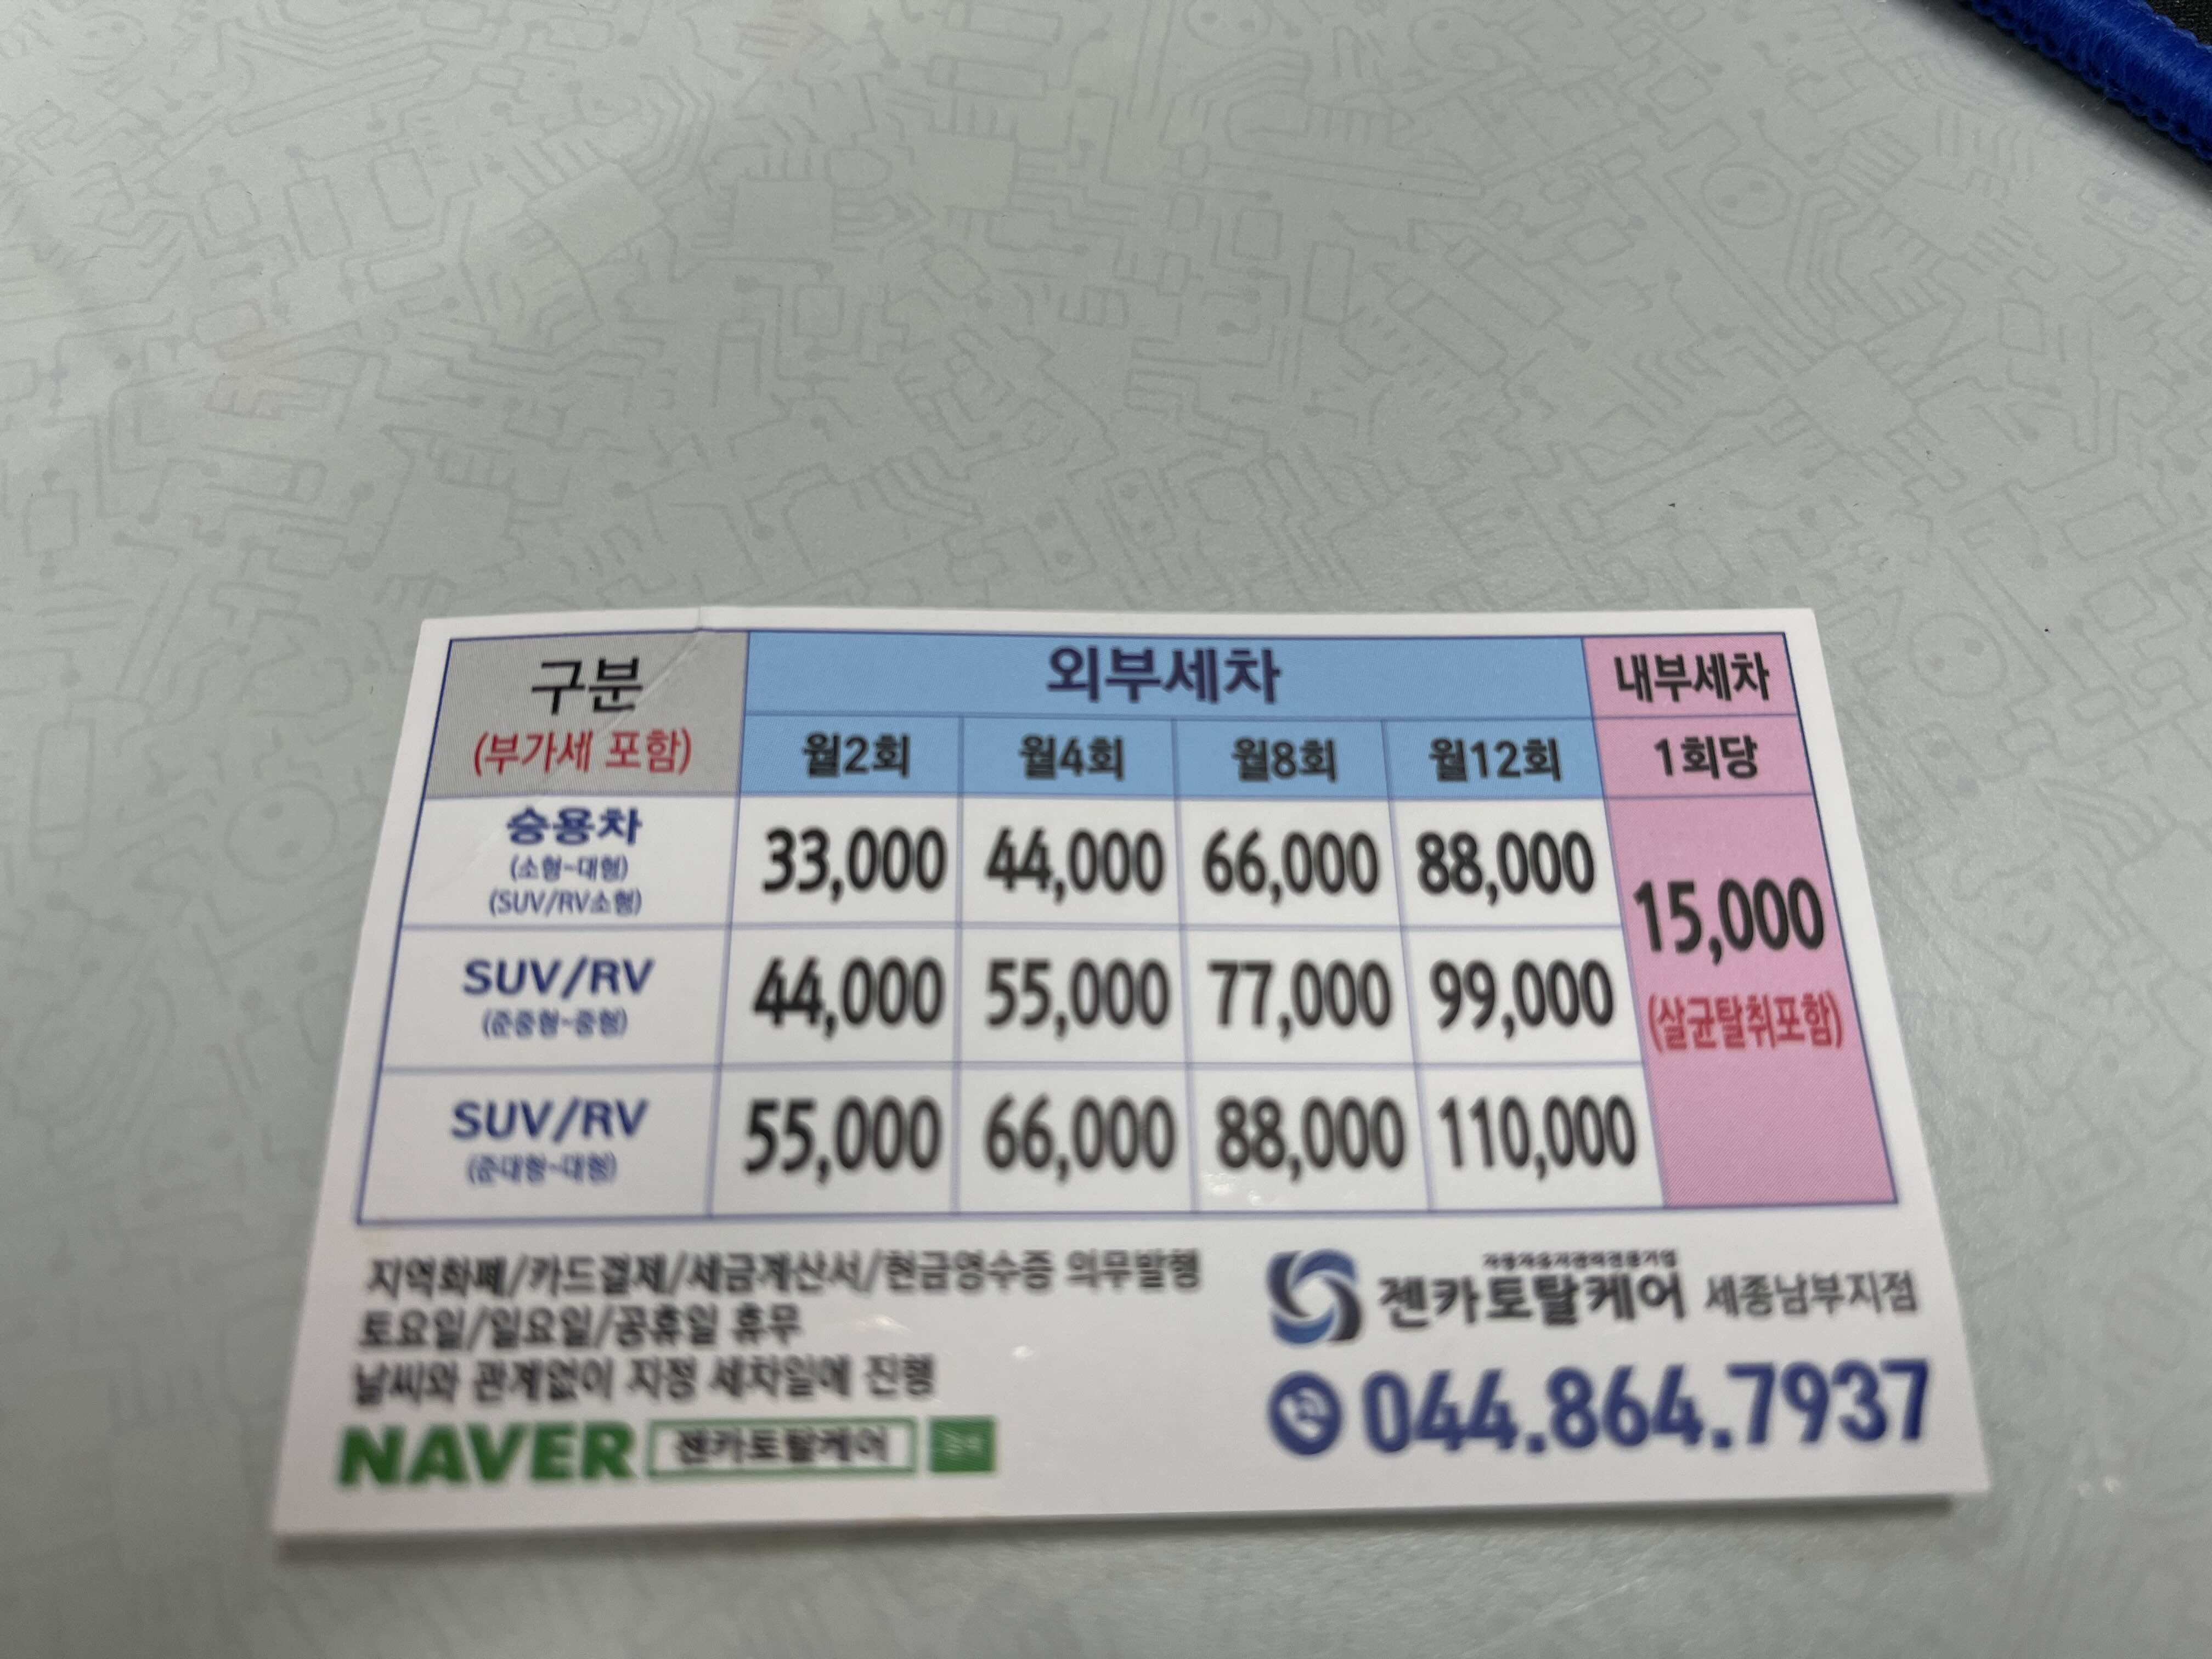 구분 외부세차 내부세차
(부가세 포함) 월2회 월4회 월8회 월12회 1회당
승용차
(소형~대형)
(SUV/RV소형)
33,000 44,000 66,000 88,000
15,000
(살균탈취포함)
SUV/RV
(준중형~중형)
44,000 55,000 77,000 99,000
SUV/RV
(준대형~대형)
55,000 66,000 88,000 110,000
지역화폐/카드결제/세금계산서/현금영수증 의무발행
토요일/일요일/공휴일 휴무
날씨와 관계없이 지정 세차일에 진행
NAVER 젠카토탈케어
젠카토탈케어 세종남부지점
044.864.7937